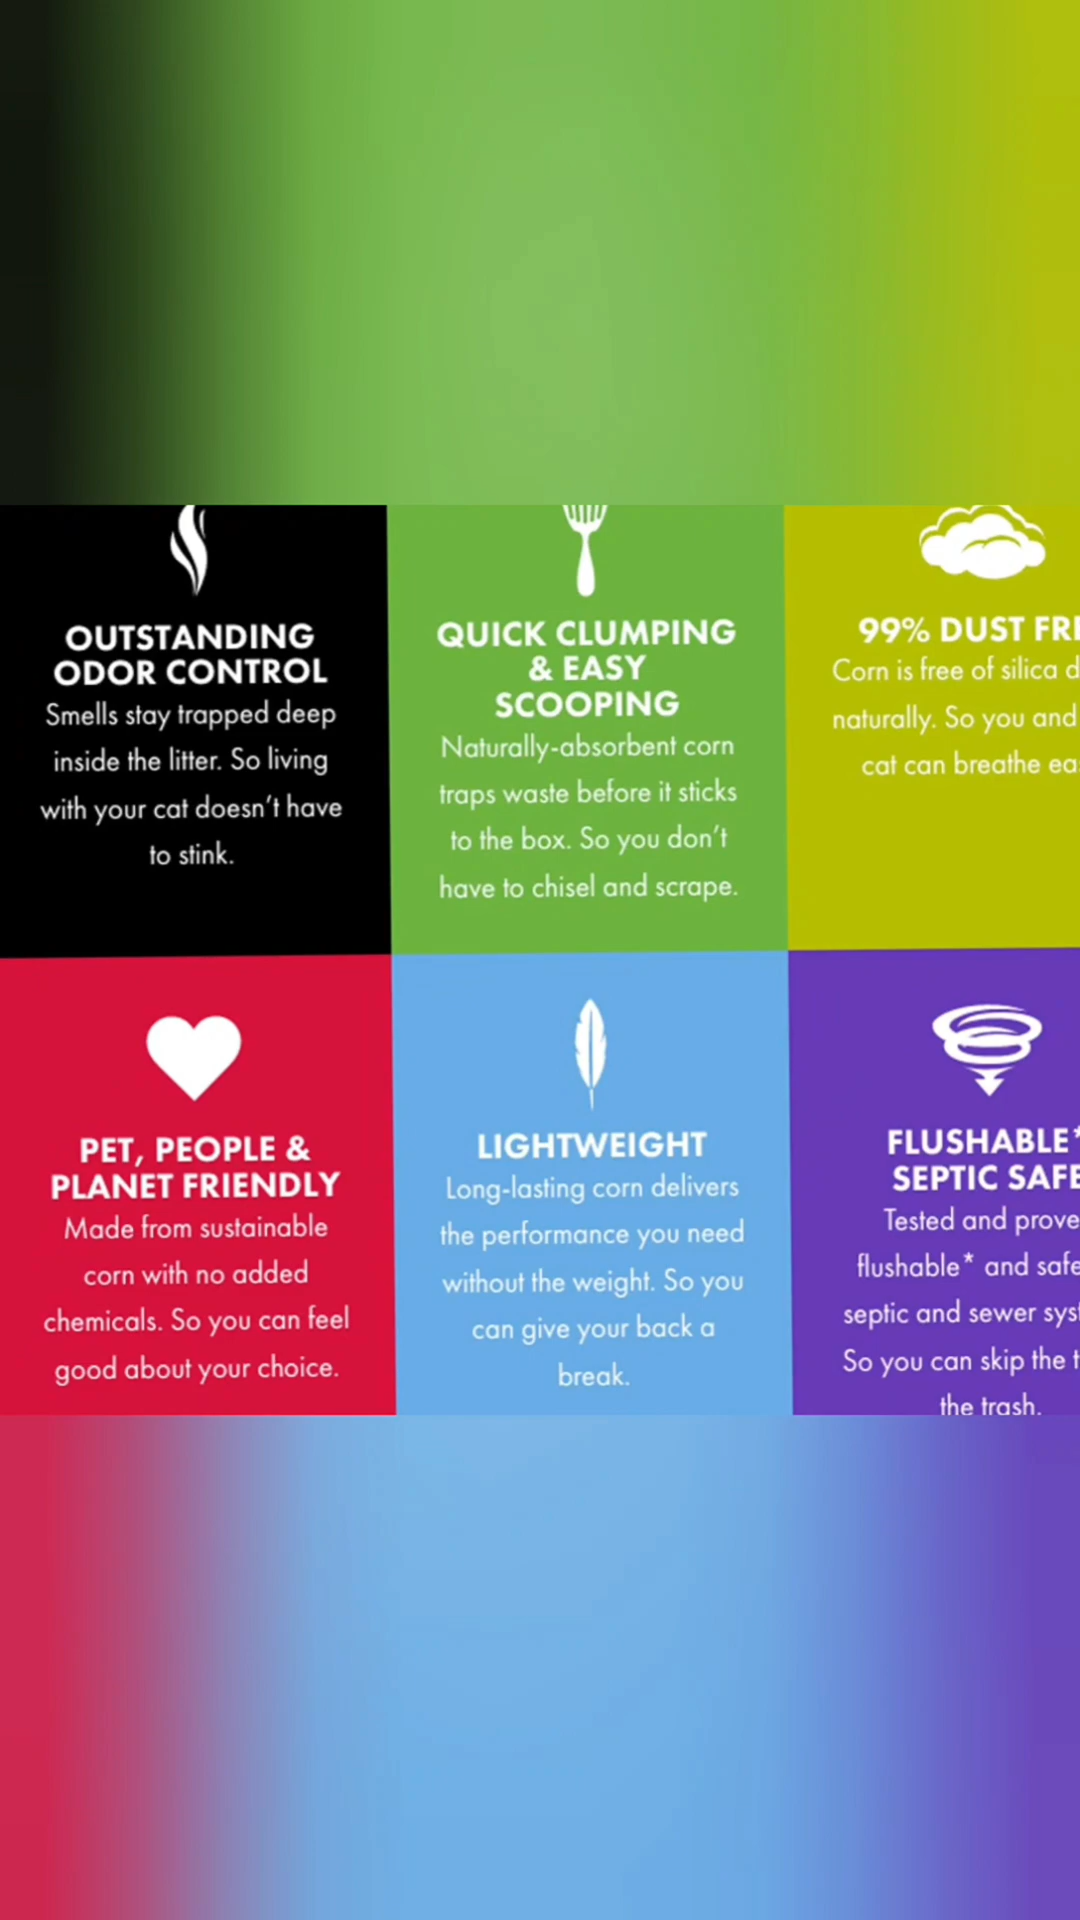 OUTSTANDING
ODOR CONTROL
Smells stay trapped deep
inside the litter. So living
with your cat doesn't have
to stink.
QUICK CLUMPING
& EASY
SCOOPING
Naturally-absorbent corn
traps waste before it sticks
to the box. So you don't
have to chisel and scrape.
99% DUST
Corn is free of silica
naturally. So you and
cat can breathe
PET, PEOPLE &
PLANET FRIENDLY
Made from sustainable
corn with no added
chemicals. So you can feel
good about your choice.
LIGHTWEIGHT
Long-lasting corn delivers
the performance you need
without the weight. So you
can give your back a
break.
FLUSHABLE*
SEPTIC SAFE
Tested and
flushable* and safe
septic and sewer
So you can skip the
the trash.